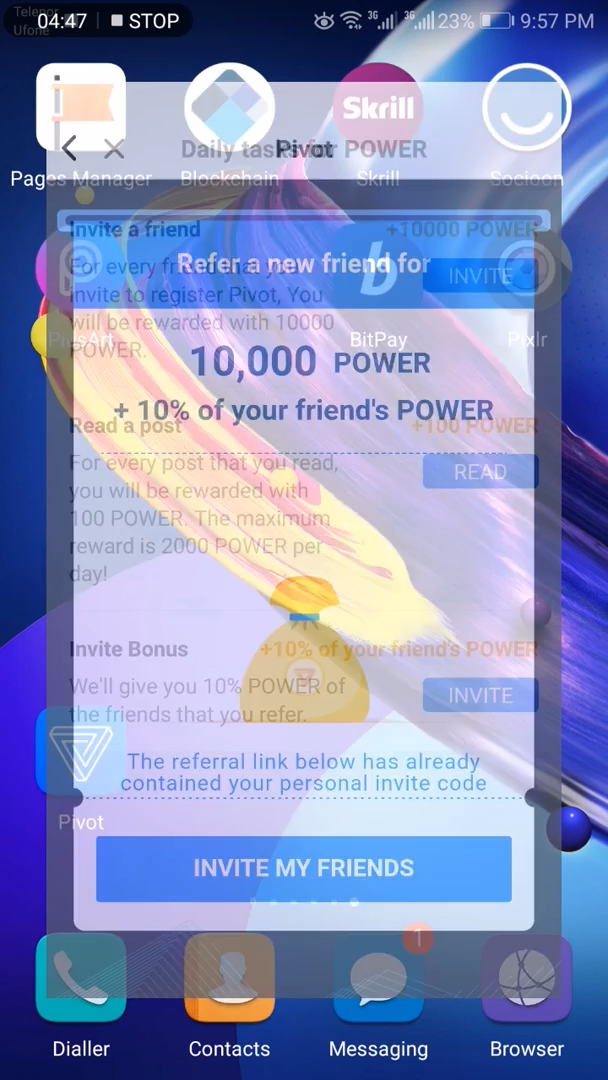 Telenor
Ufone
04:47 STOP
3G 3G 23% 9:57 PM
Skrill
Daily tas Pivot POWER
Pages Manager Blockchain Skrill Socioon
Invite a friend +10000 POWER
Refer a new friend for
For every friend that you
INVITE
invite to register Pivot, You
will be rewarded with 10000
POWER.
PicsArt BitPay Pixlr
10,000 POWER
+ 10% of your friend's POWER
Read a post +100 POWER
For every post that you read,
READ
you will be rewarded with
100 POWER. The maximum
reward is 2000 POWER per
day!
Invite Bonus +10% of your friend's POWER
We'll give you 10% POWER of
INVITE
the friends that you refer.
The referral link below has already
contained your personal invite code
Pivot
INVITE MY FRIENDS
1
Dialler Contacts Messaging Browser